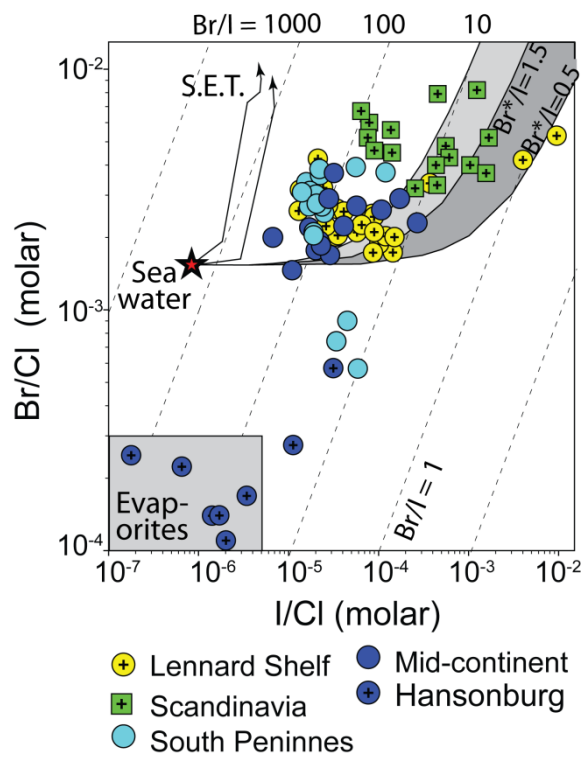 Br/I = 1000 100 10
10-2
S.E.T.
Br*/I=1.5
Br*/I=0.5
Sea
water
10-3
Br/Cl (molar)
Br/I = 1
Evap-
orites
10-4
10-7 10-6 10-5 10-4 10-3 10-2
I/Cl (molar)
Lennard Shelf
Mid-continent
Scandinavia
Hansonburg
South Peninnes